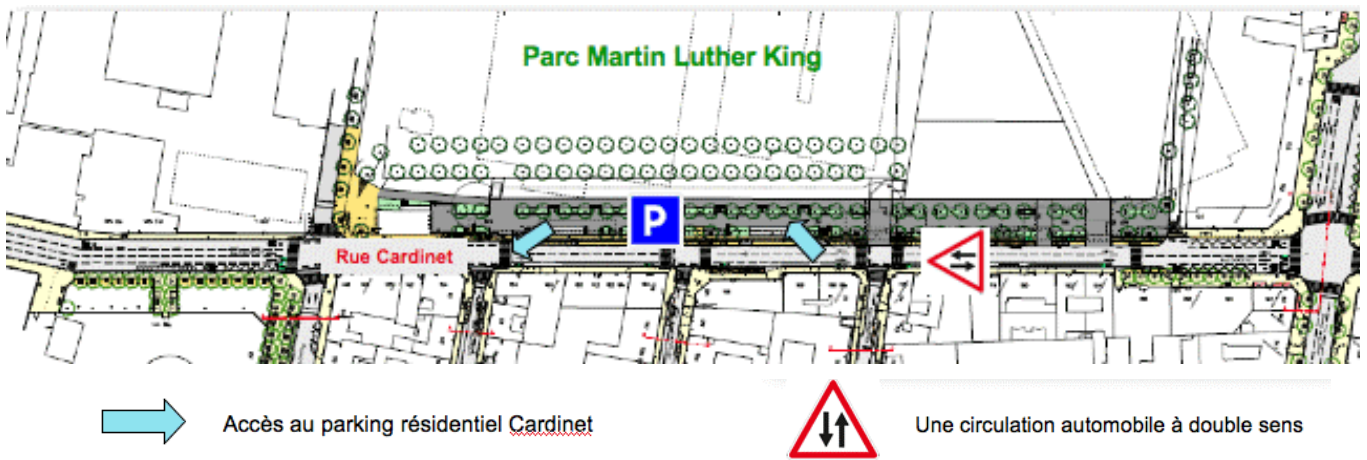 Parc Martin Luther King
P
Rue Cardinet
Accès au parking résidentiel Cardinet
Une circulation automobile à double sens